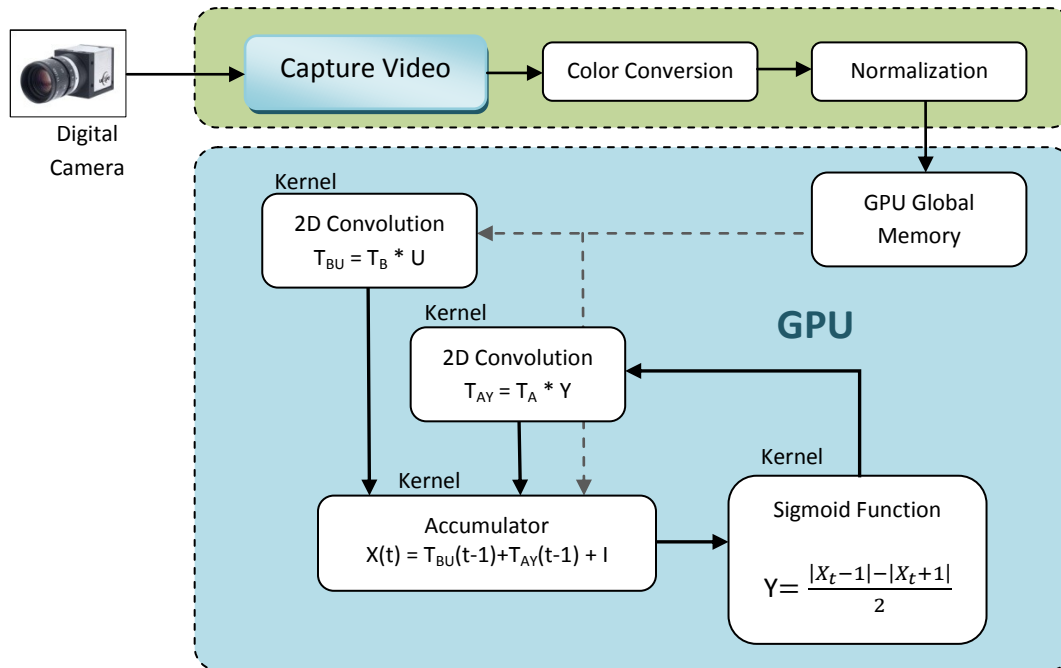 Capture Video
Color Conversion
Normalization
Digital
Camera
Kernel
2D Convolution
T_BU = T_B * U
GPU Global
Memory
Kernel
GPU
2D Convolution
T_AY = T_A * Y
Kernel
Kernel
Accumulator
X(t) = T_BU(t-1)+T_AY(t-1) + I
Sigmoid Function
Y= |X_t−1|−|X_t+1| / 2